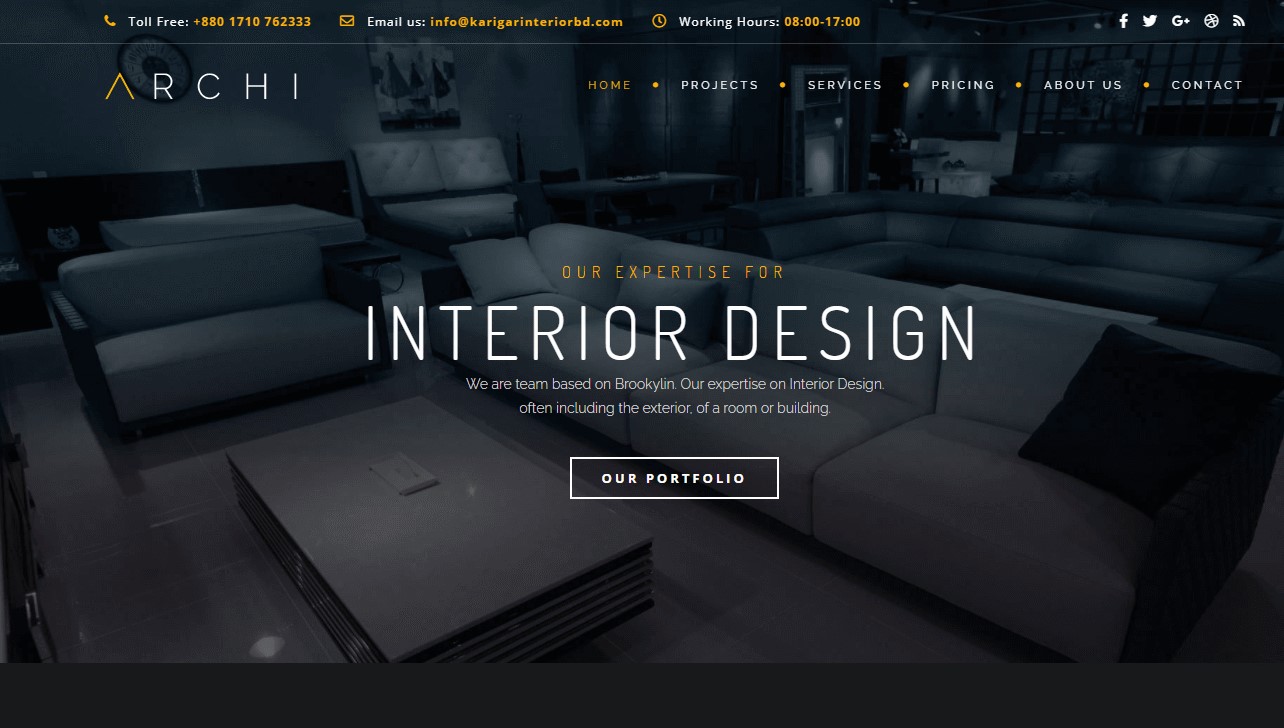 Toll Free: +880 1710 762333 Email us: info@karigarinteriorbd.com Working Hours: 08:00-17:00
ARCHI
HOME PROJECTS SERVICES PRICING ABOUT US CONTACT
OUR EXPERTISE FOR
INTERIOR DESIGN
We are team based on Brookylin. Our expertise on Interior Design.
often including the exterior, of a room or building.
OUR PORTFOLIO